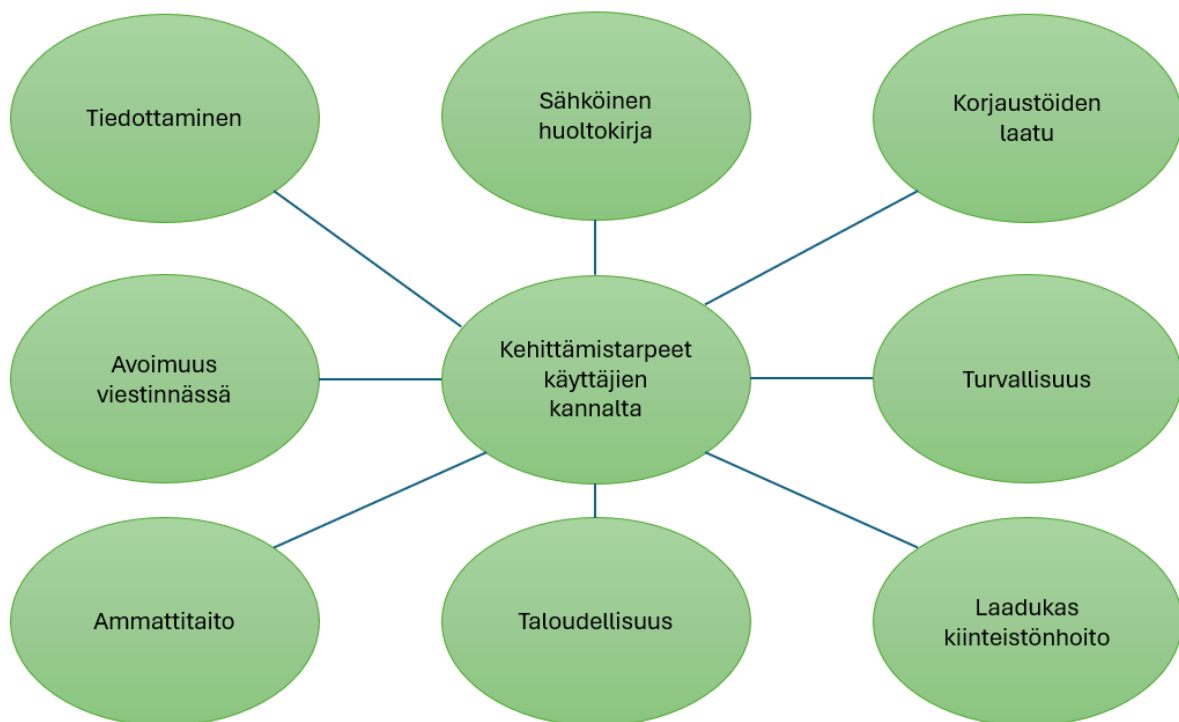 Tiedottaminen
Sähköinen
huoltokirja
Korjaustöiden
laatu
Avoimuus
viestinnässä
Kehittämistarpeet
käyttäjien
kannalta
Turvallisuus
Ammattitaito
Taloudellisuus
Laadukas
kiinteistönhoito